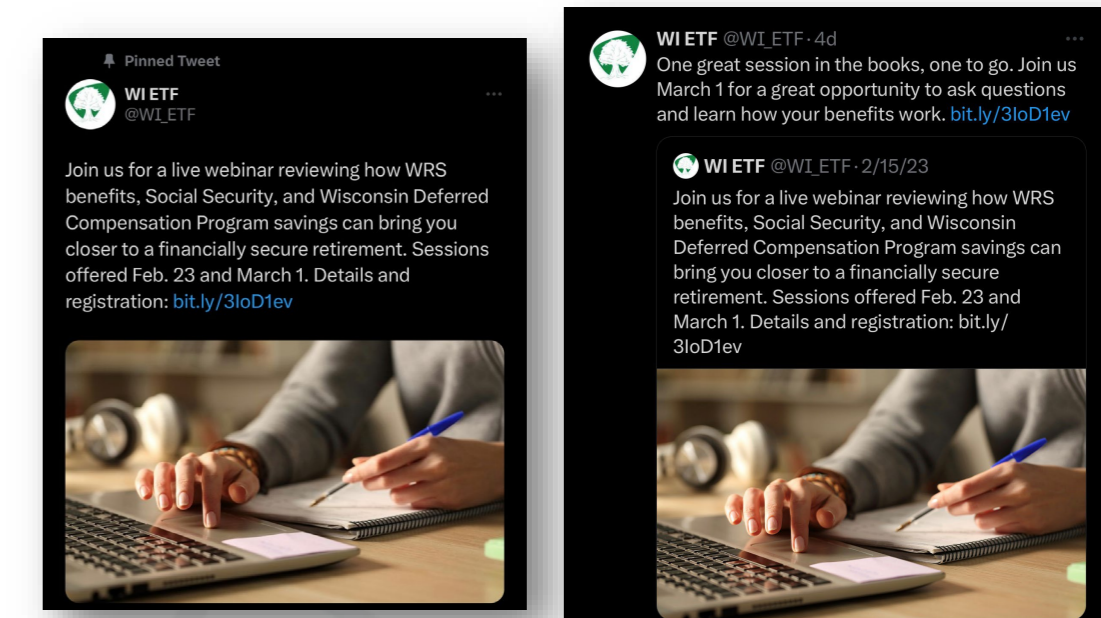 Pinned Tweet
WI ETF
@WI_ETF
Join us for a live webinar reviewing how WRS
benefits, Social Security, and Wisconsin Deferred
Compensation Program savings can bring you
closer to a financially secure retirement. Sessions
offered Feb. 23 and March 1. Details and
registration: bit.ly/3IoD1ev
WI ETF @WI_ETF · 4d
One great session in the books, one to go. Join us
March 1 for a great opportunity to ask questions
and learn how your benefits work. bit.ly/3IoD1ev
WI ETF @WI_ETF · 2/15/23
Join us for a live webinar reviewing how WRS
benefits, Social Security, and Wisconsin
Deferred Compensation Program savings can
bring you closer to a financially secure
retirement. Sessions offered Feb. 23 and
March 1. Details and registration: bit.ly/
3IoD1ev